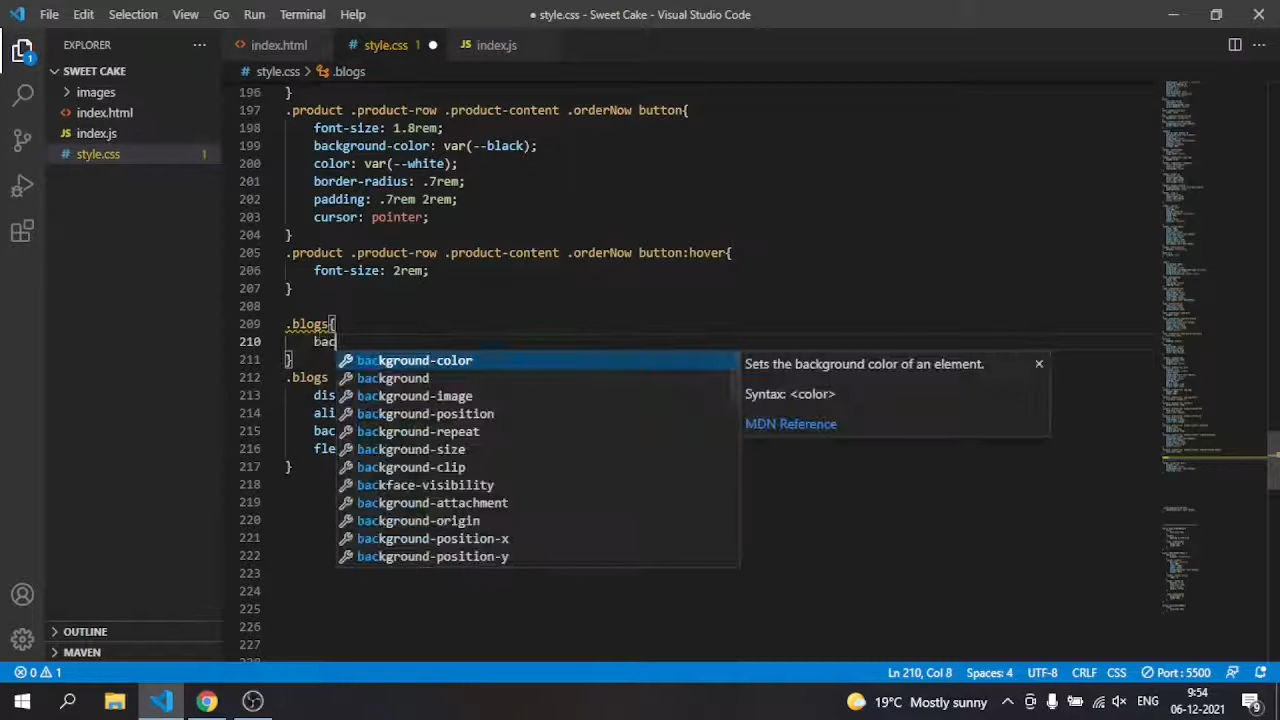 File Edit Selection View Go Run Terminal Help
● style.css - Sweet Cake - Visual Studio Code
1
EXPLORER ···
SWEET CAKE
images
index.html
index.js
style.css 1
OUTLINE
MAVEN
index.html
# style.css 1 ●
JS index.js
# style.css > .blogs
196 }
197 .product .product-row .product-content .orderNow button{
198 font-size: 1.8rem;
199 background-color: var(--black);
200 color: var(--white);
201 border-radius: .7rem;
202 padding: .7rem 2rem;
203 cursor: pointer;
204 }
205 .product .product-row .product-content .orderNow button:hover{
206 font-size: 2rem;
207 }
208
209 .blogs{
210 bac
211 }
212 .blogs
213 dis
214 ali
215 bac
216 fle
217 }
218
219
220
221
222
223
224
225
226
227
background-color
background
background-image
background-position
background-repeat
background-size
background-clip
backface-visibility
background-attachment
background-origin
background-position-x
background-position-y
the background color of an element.
Syntax: <color>
MDN Reference
0 1
Ln 210, Col 8 Spaces: 4 UTF-8 CRLF CSS Port : 5500
19°C Mostly sunny
ENG
9:54
06-12-2021
9